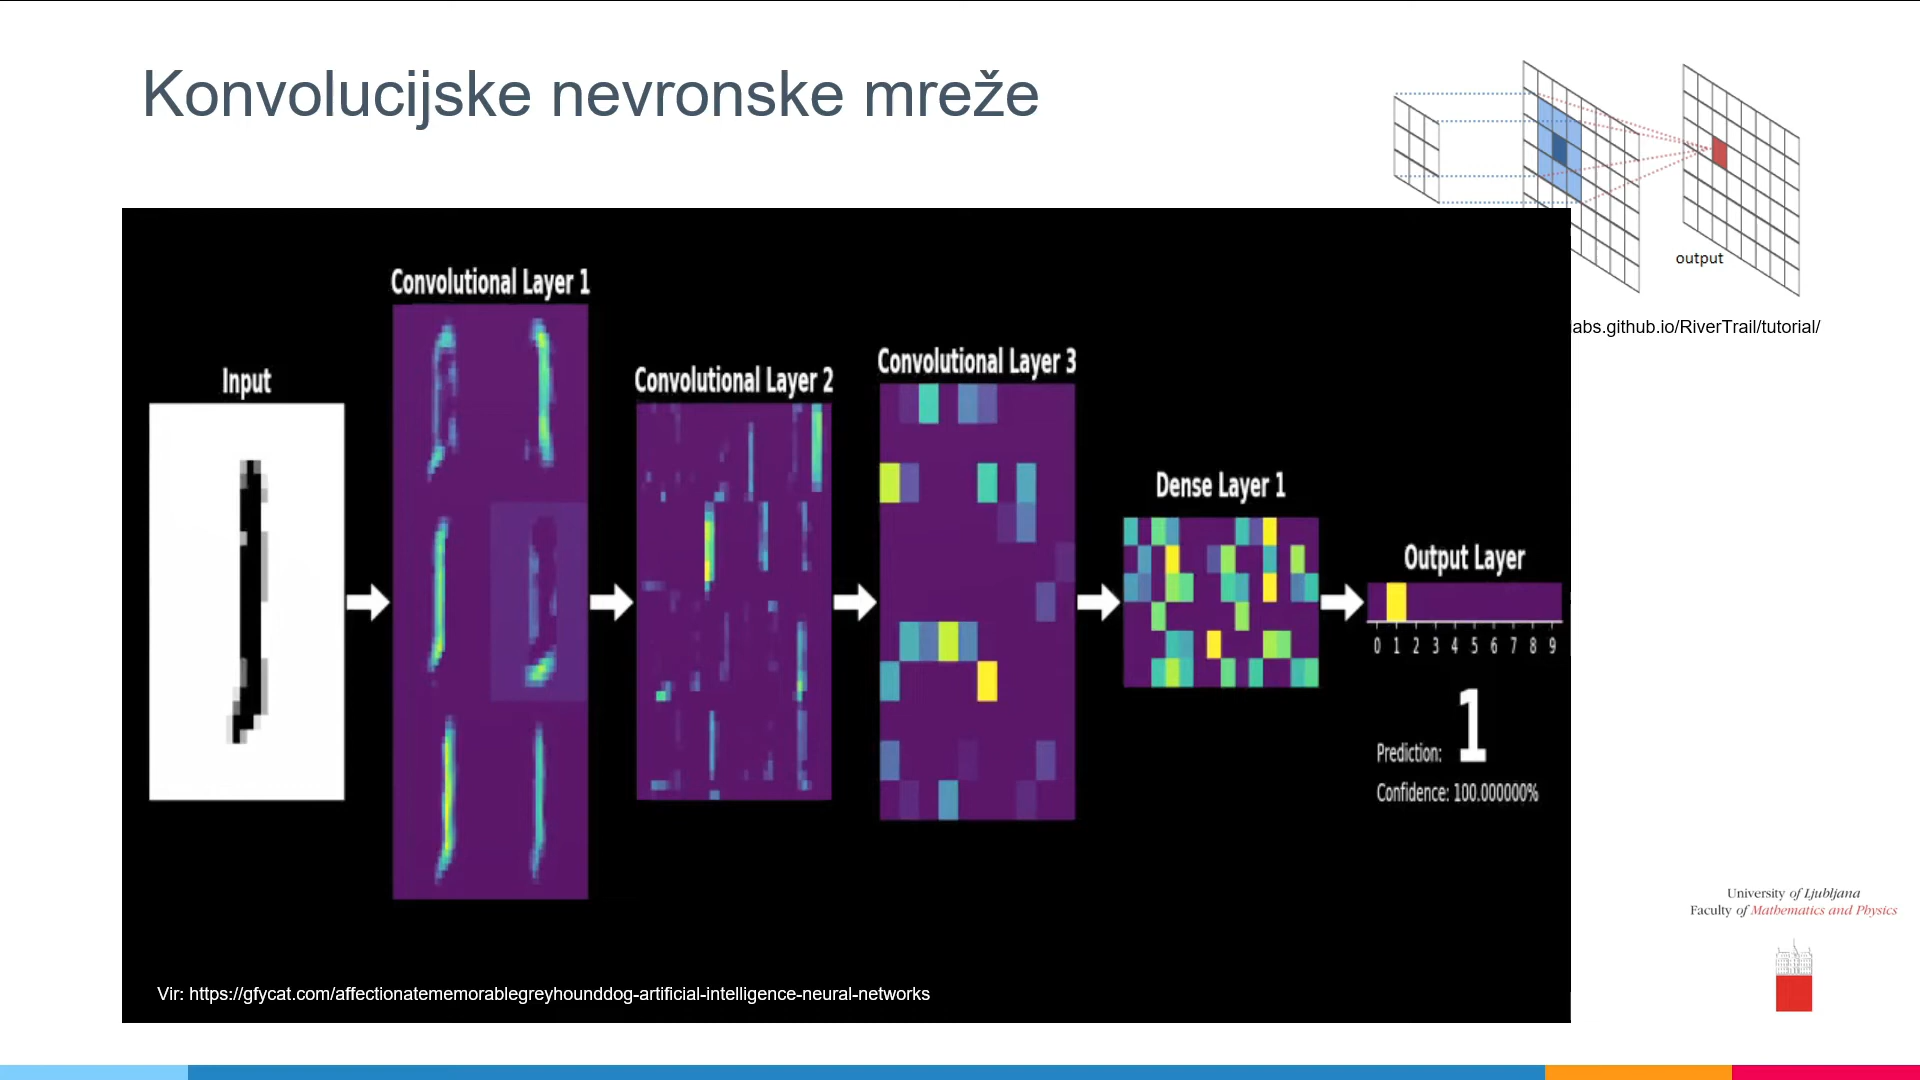 Konvolucijske nevronske mreže
output
labs.github.io/RiverTrail/tutorial/
Convolutional Layer 1
Input
Convolutional Layer 2
Convolutional Layer 3
Dense Layer 1
Output Layer
0 1 2 3 4 5 6 7 8 9
Prediction: 1
Confidence: 100.000000%
Vir: https://gfycat.com/affectionatememorablegreyhounddog-artificial-intelligence-neural-networks
University of Ljubljana
Faculty of Mathematics and Physics